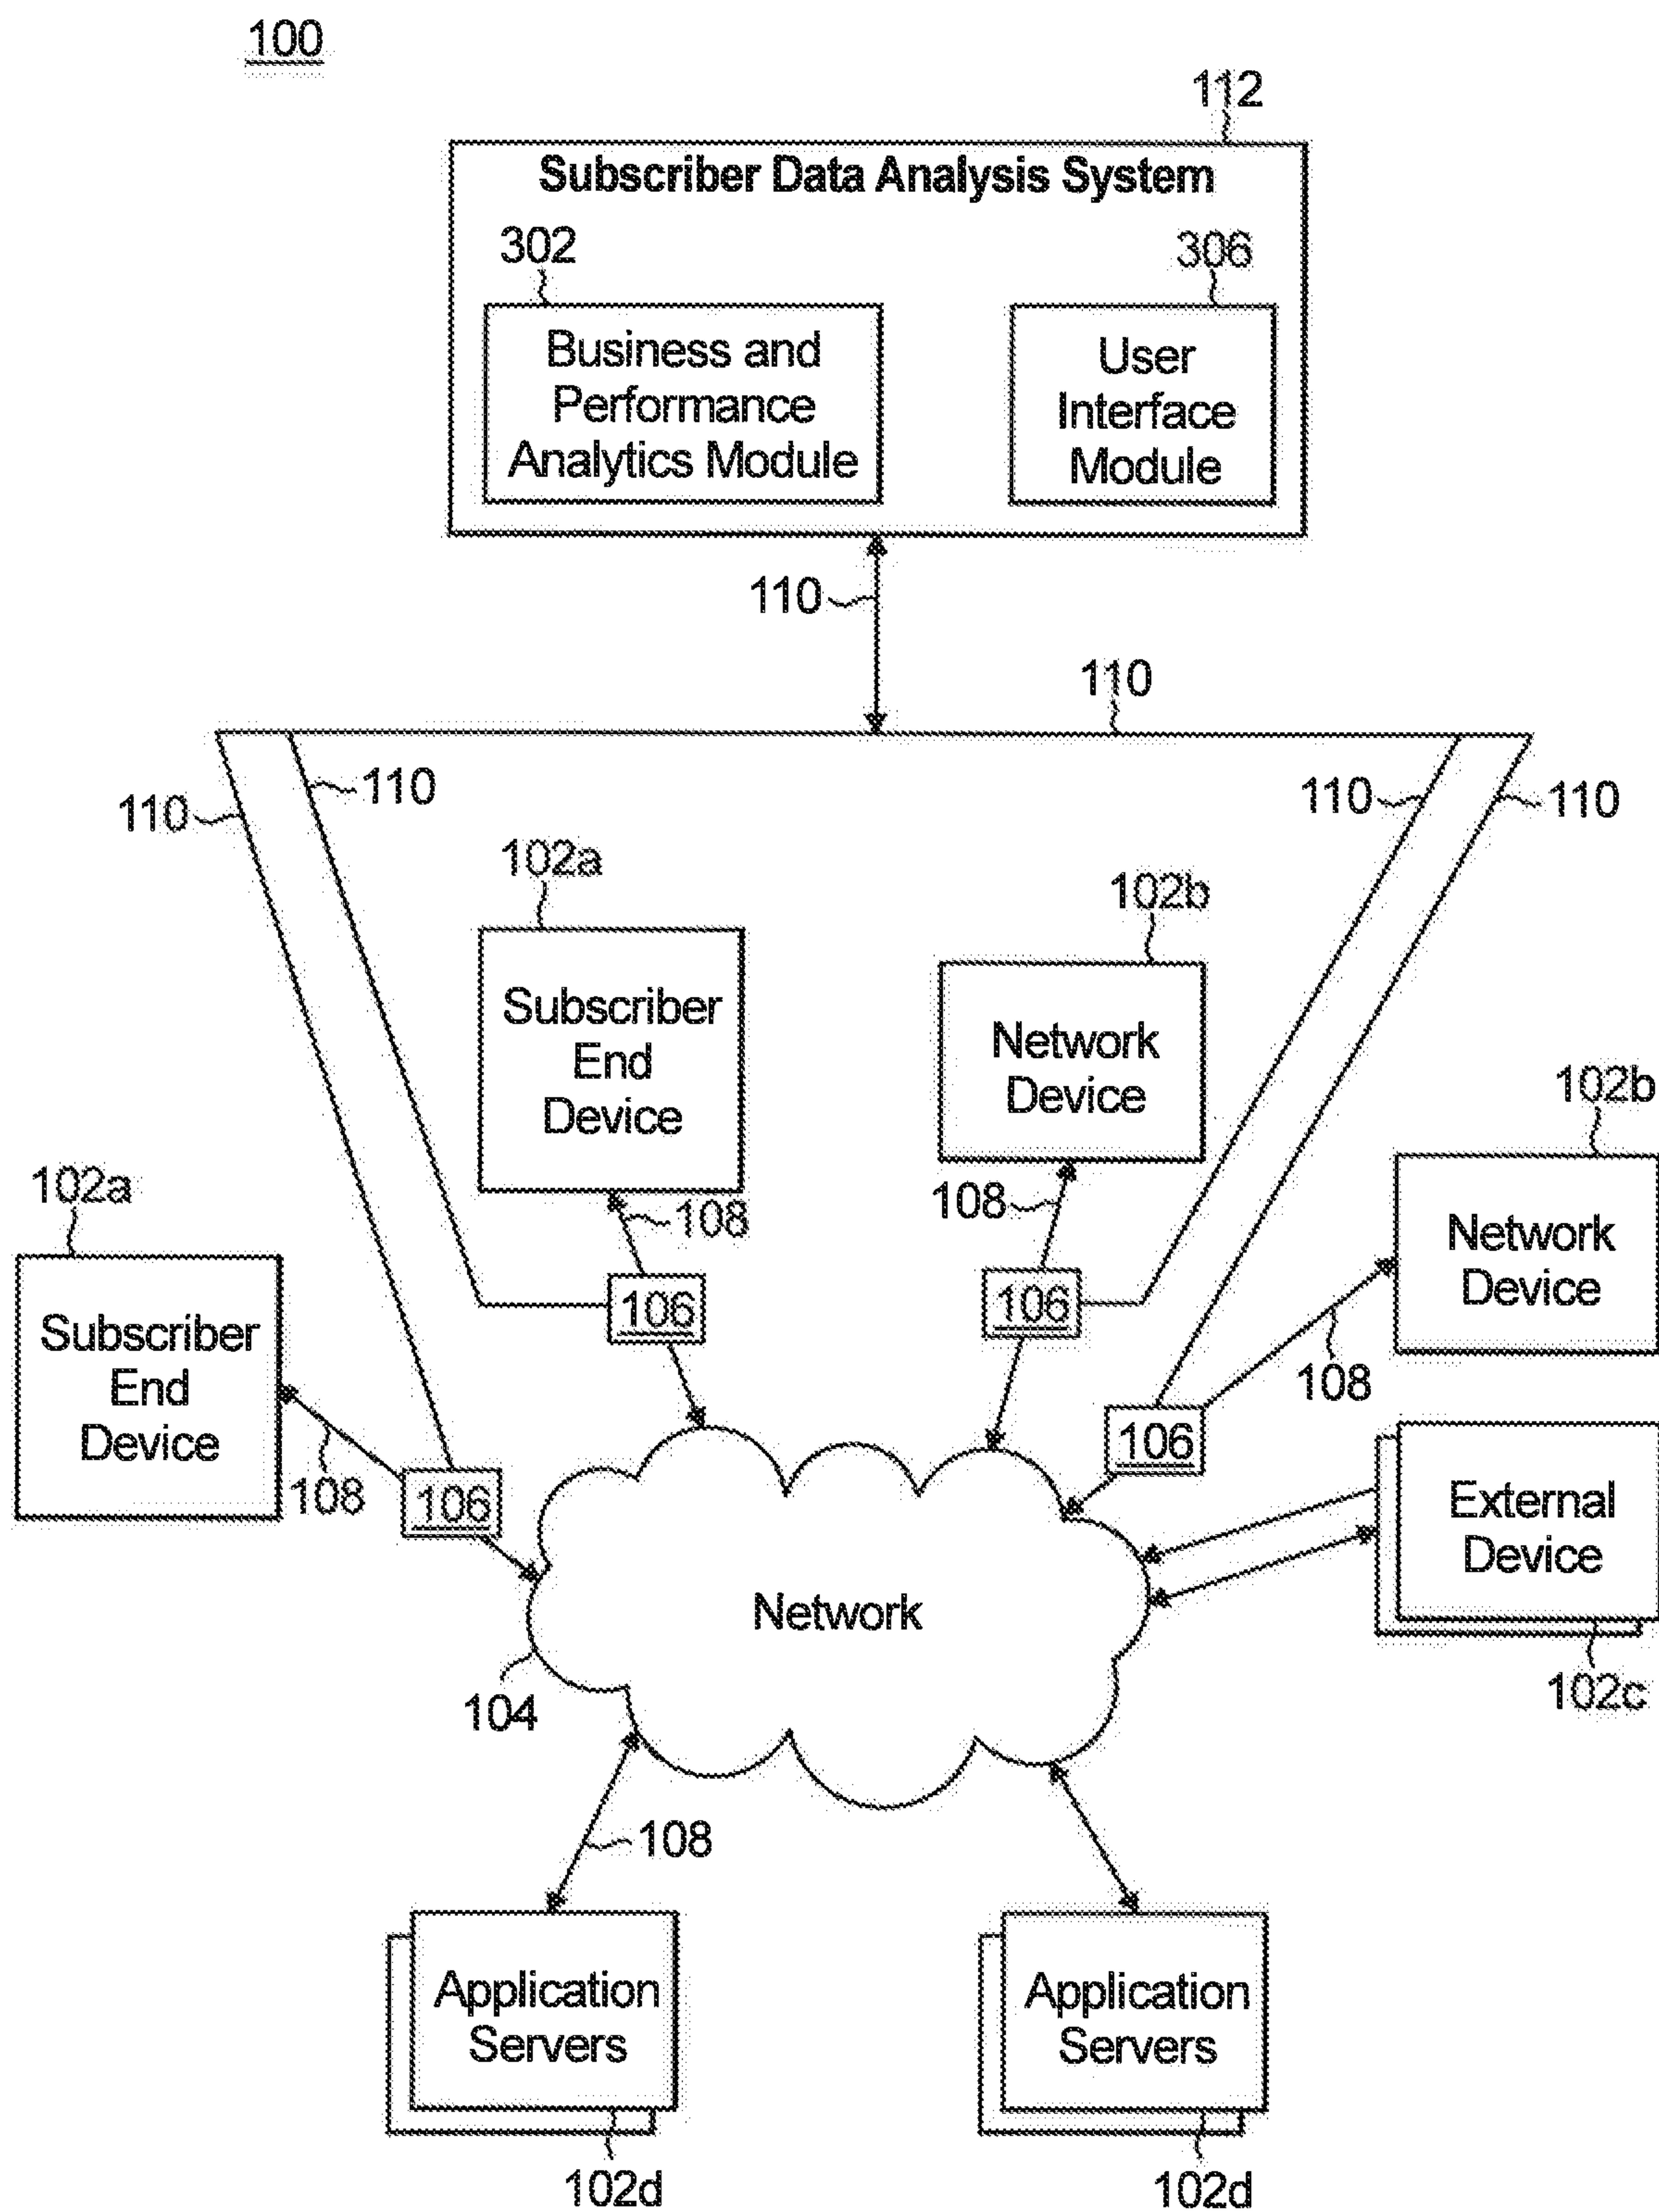 100
112
Subscriber Data Analysis System
302
306
Business and
Performance
Analytics Module
User
Interface
Module
110
110
110
110
110
110
102a
102b
Subscriber
End
Device
Network
Device
102b
102a
108
108
Network
Device
Subscriber
End
Device
106
106
108
108
106
106
External
Device
Network
104
102c
108
Application
Servers
Application
Servers
102d
102d